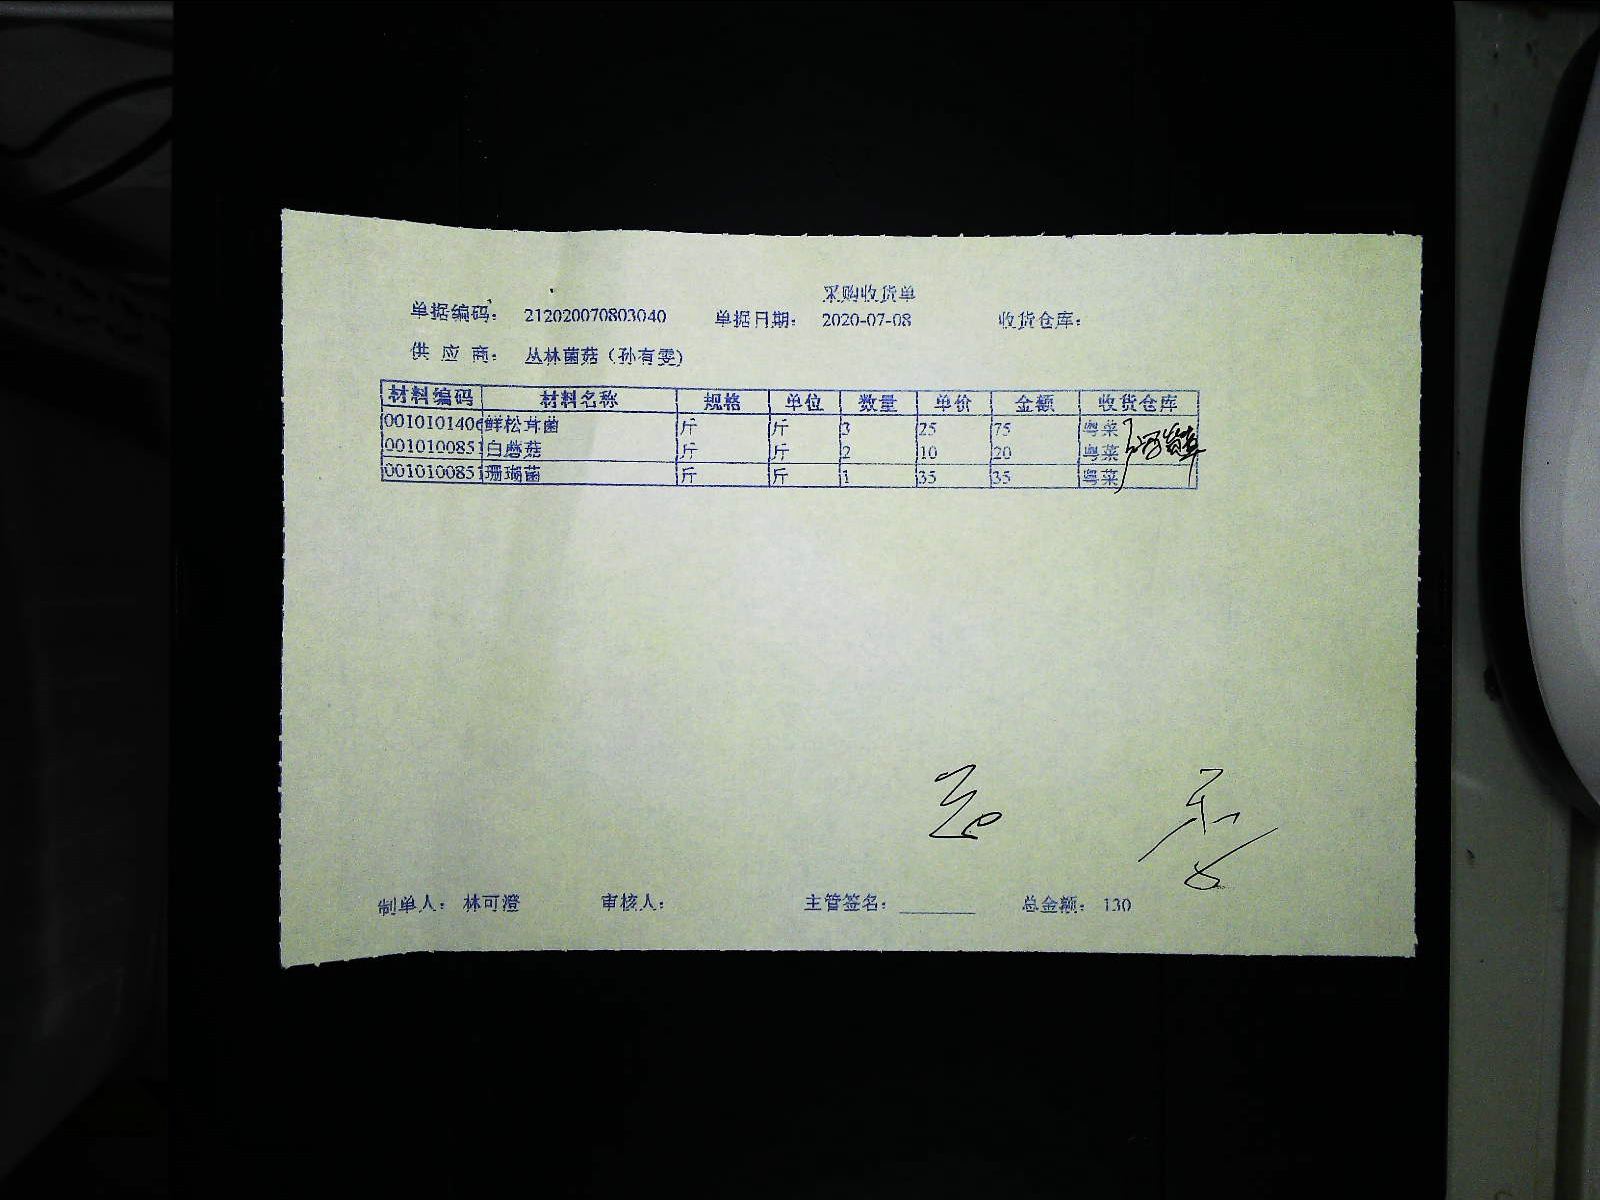 采购收货单
单据编码： 212020070803040 单据日期： 2020-07-08 收货仓库：
供 应 商： 丛林菌菇（孙有雯）
材料编码 材料名称 规格 单位 数量 单价 金额 收货仓库
0010101406 鲜松茸菌 斤 斤 3 25 75 粤菜
0010100851 白蘑菇 斤 斤 2 10 20 粤菜
0010100851 珊瑚菌 斤 斤 1 35 35 粤菜
制单人： 林可澄 审核人： 主管签名： 总金额： 130